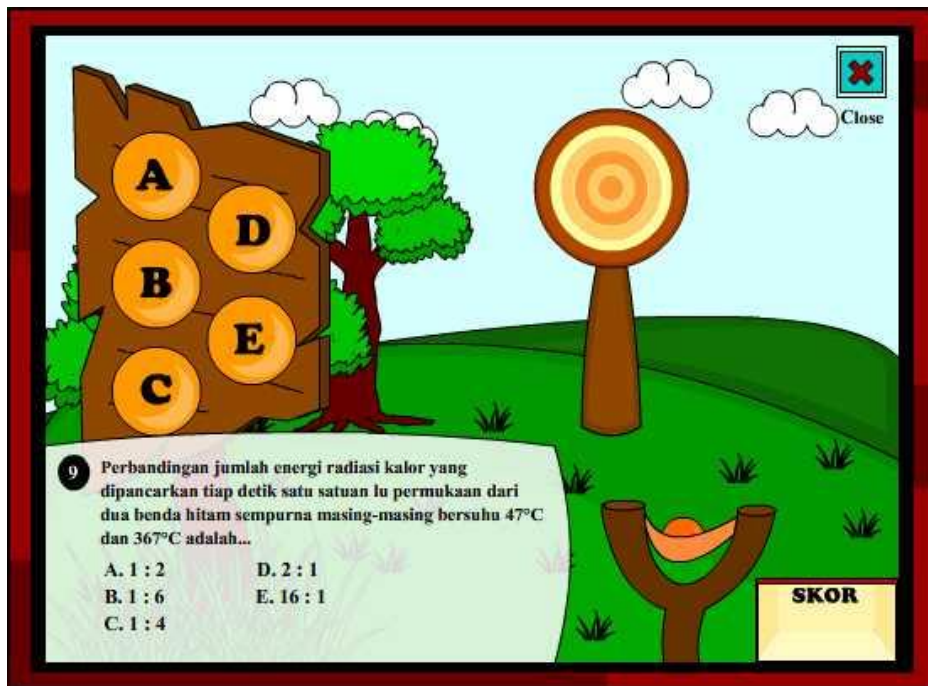 Close
A
D
B
E
C
9 Perbandingan jumlah energi radiasi kalor yang
dipancarkan tiap detik satu satuan lu permukaan dari
dua benda hitam sempurna masing-masing bersuhu 47°C
dan 367°C adalah...
A. 1 : 2 D. 2 : 1
B. 1 : 6 E. 16 : 1
C. 1 : 4
SKOR